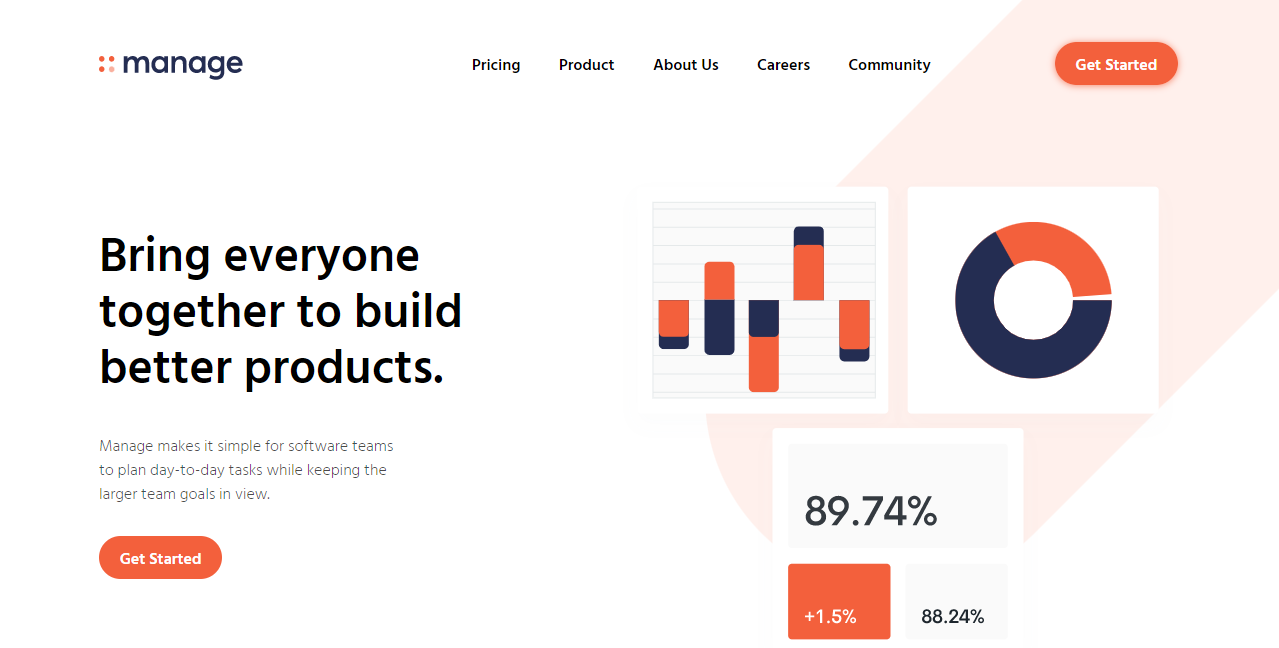 manage
Pricing
Product
About Us
Careers
Community
Get Started
Bring everyone
together to build
better products.
Manage makes it simple for software teams
to plan day-to-day tasks while keeping the
larger team goals in view.
Get Started
89.74%
+1.5%
88.24%